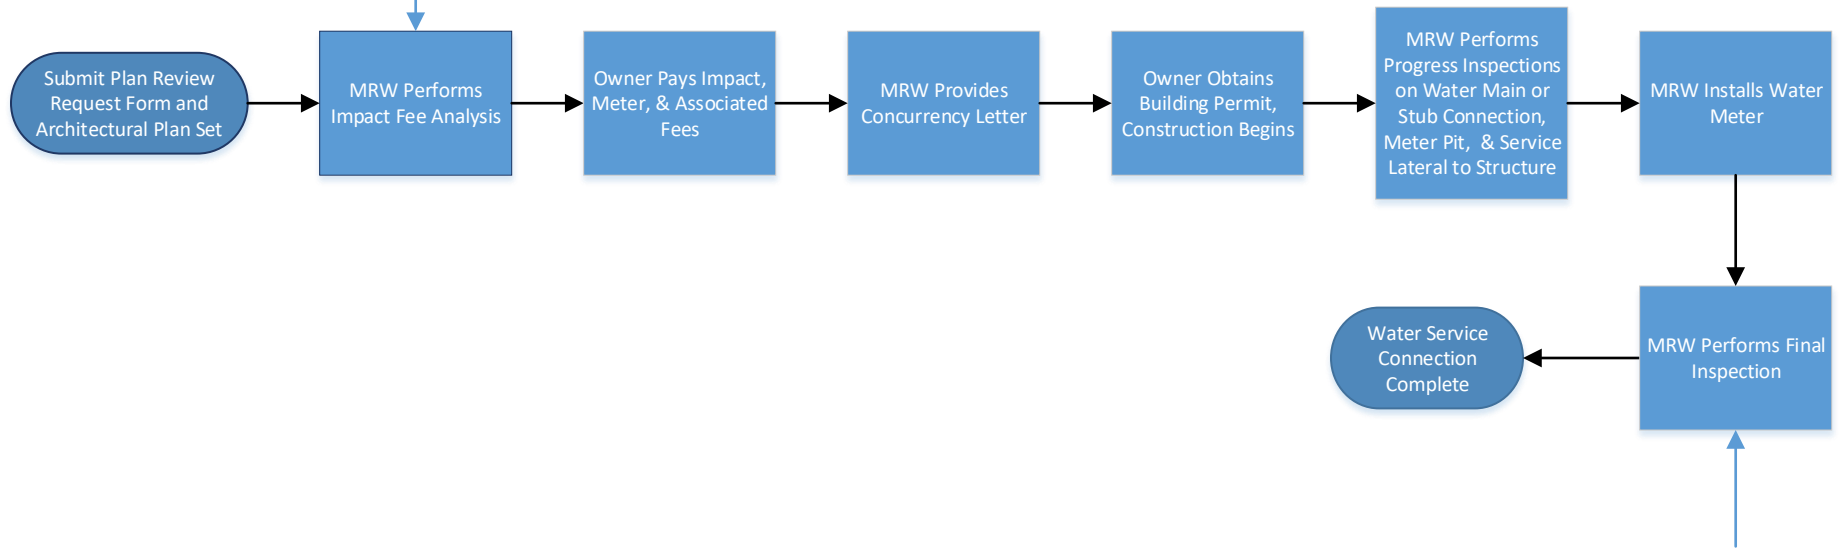 Submit Plan Review
Request Form and
Architectural Plan Set
MRW Performs
Impact Fee Analysis
Owner Pays Impact,
Meter, & Associated
Fees
MRW Provides
Concurrency Letter
Owner Obtains
Building Permit,
Construction Begins
MRW Performs
Progress Inspections
on Water Main or
Stub Connection,
Meter Pit, & Service
Lateral to Structure
MRW Installs Water
Meter
MRW Performs Final
Inspection
Water Service
Connection
Complete